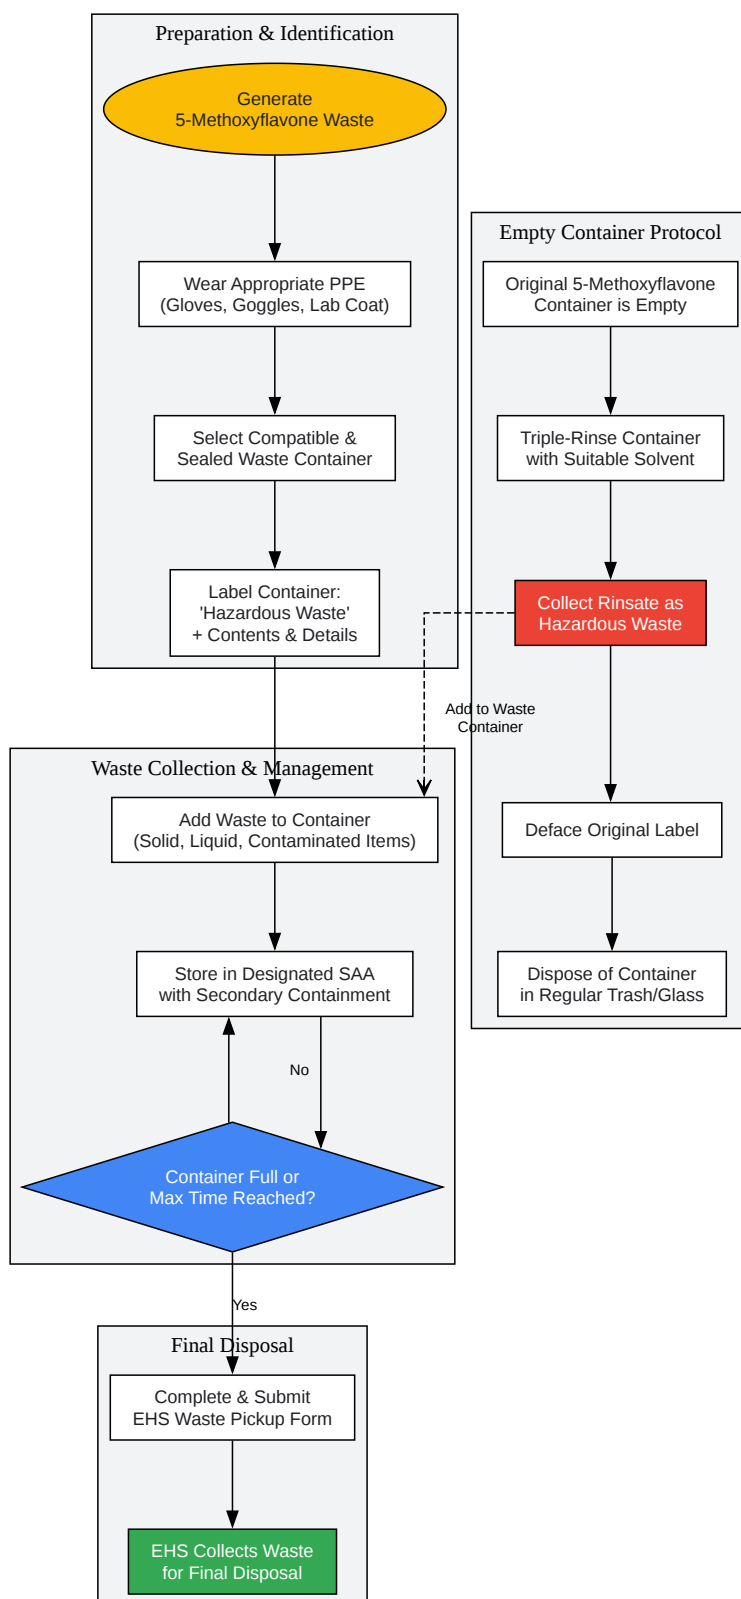 Preparation & Identification
Generate
5-Methoxyflavone Waste
Wear Appropriate PPE
(Gloves, Goggles, Lab Coat)
Select Compatible &
Sealed Waste Container
Label Container:
'Hazardous Waste'
+ Contents & Details
Empty Container Protocol
Original 5-Methoxyflavone
Container is Empty
Triple-Rinse Container
with Suitable Solvent
Collect Rinsate as
Hazardous Waste
Add to Waste
Container
Deface Original Label
Dispose of Container
in Regular Trash/Glass
Waste Collection & Management
Add Waste to Container
(Solid, Liquid, Contaminated Items)
Store in Designated SAA
with Secondary Containment
No
Container Full or
Max Time Reached?
Yes
Final Disposal
Complete & Submit
EHS Waste Pickup Form
EHS Collects Waste
for Final Disposal